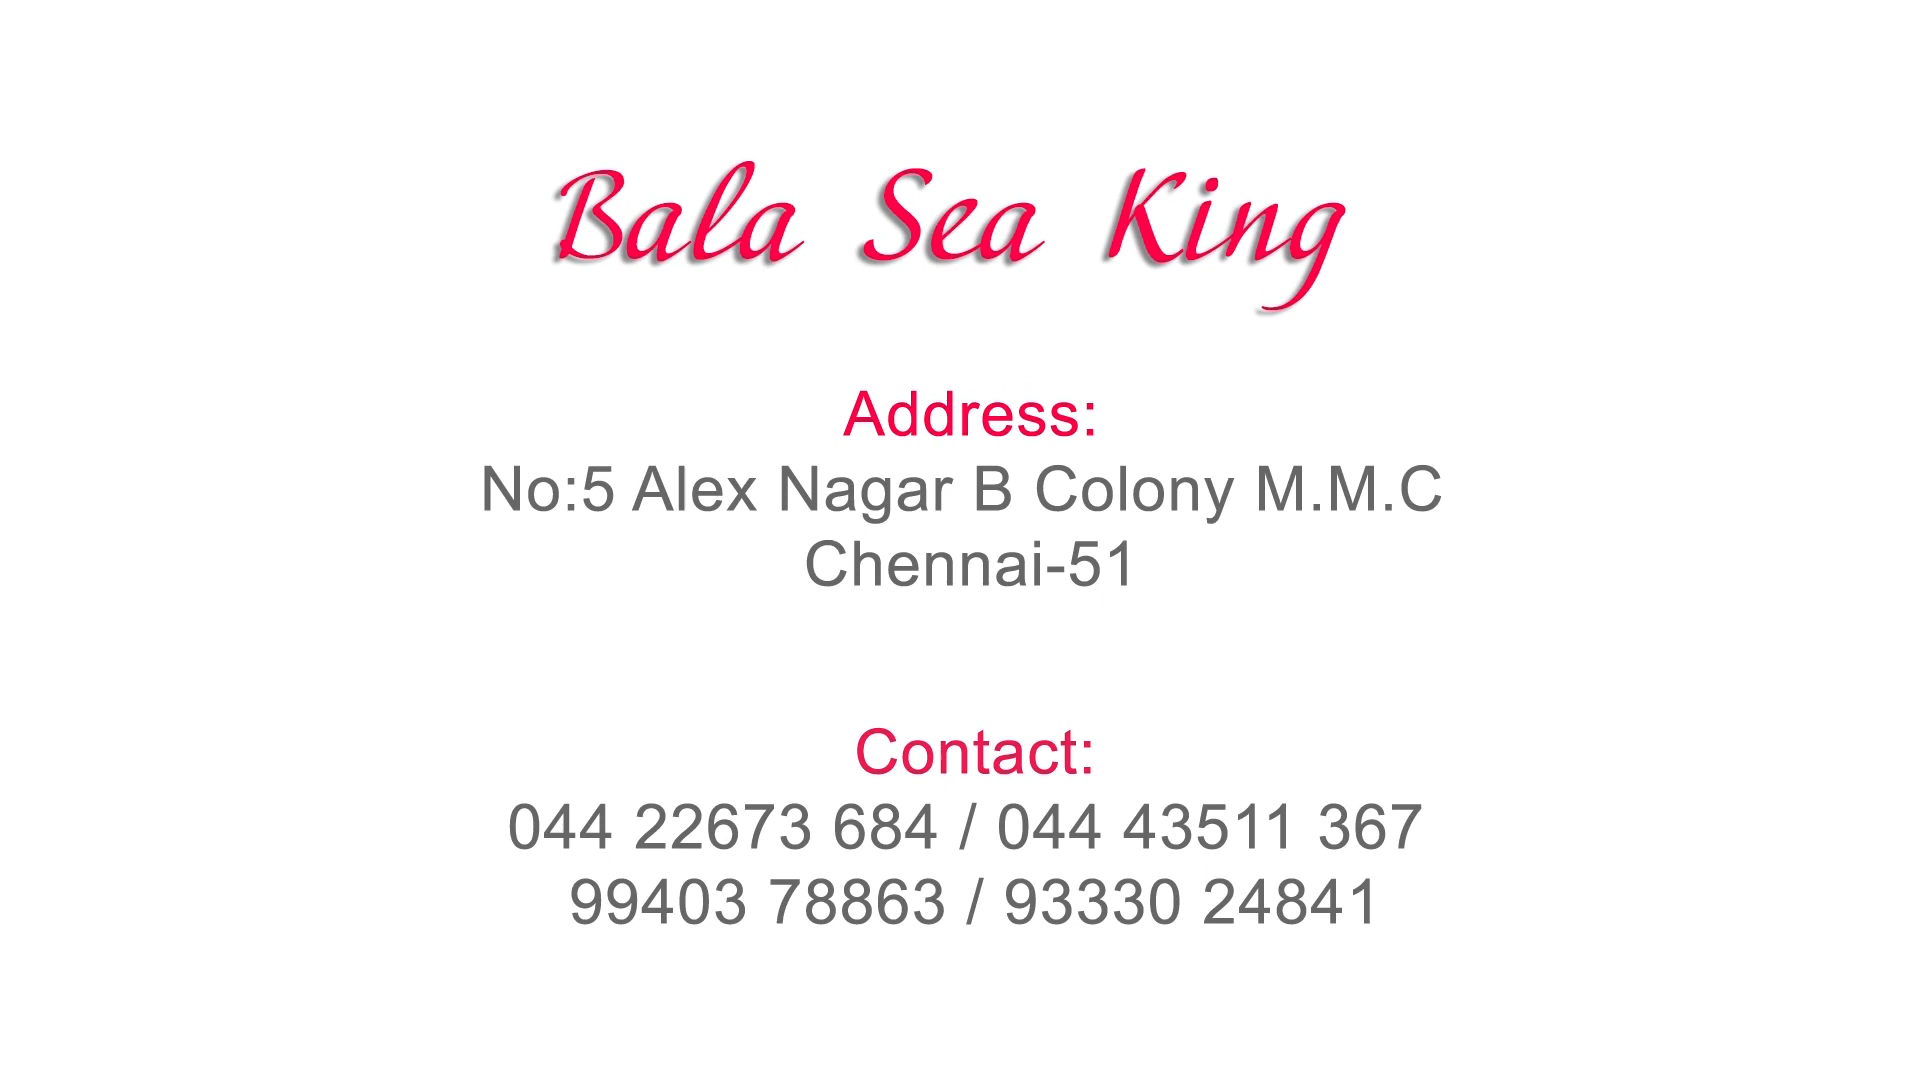 Bala Sea King
Address:
No:5 Alex Nagar B Colony M.M.C
Chennai-51
Contact:
044 22673 684 / 044 43511 367
99403 78863 / 93330 24841